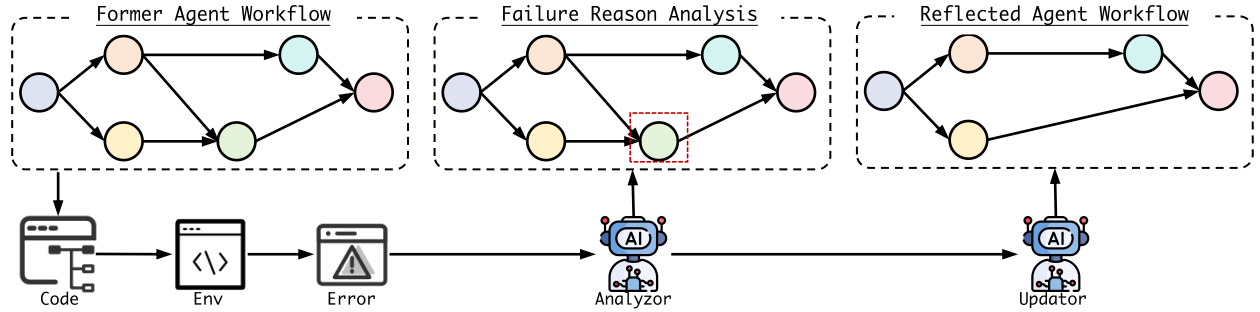 Former Agent Workflow
Failure Reason Analysis
Reflected Agent Workflow
</>
AI
AI
Code
Env
Error
Analyzor
Updator